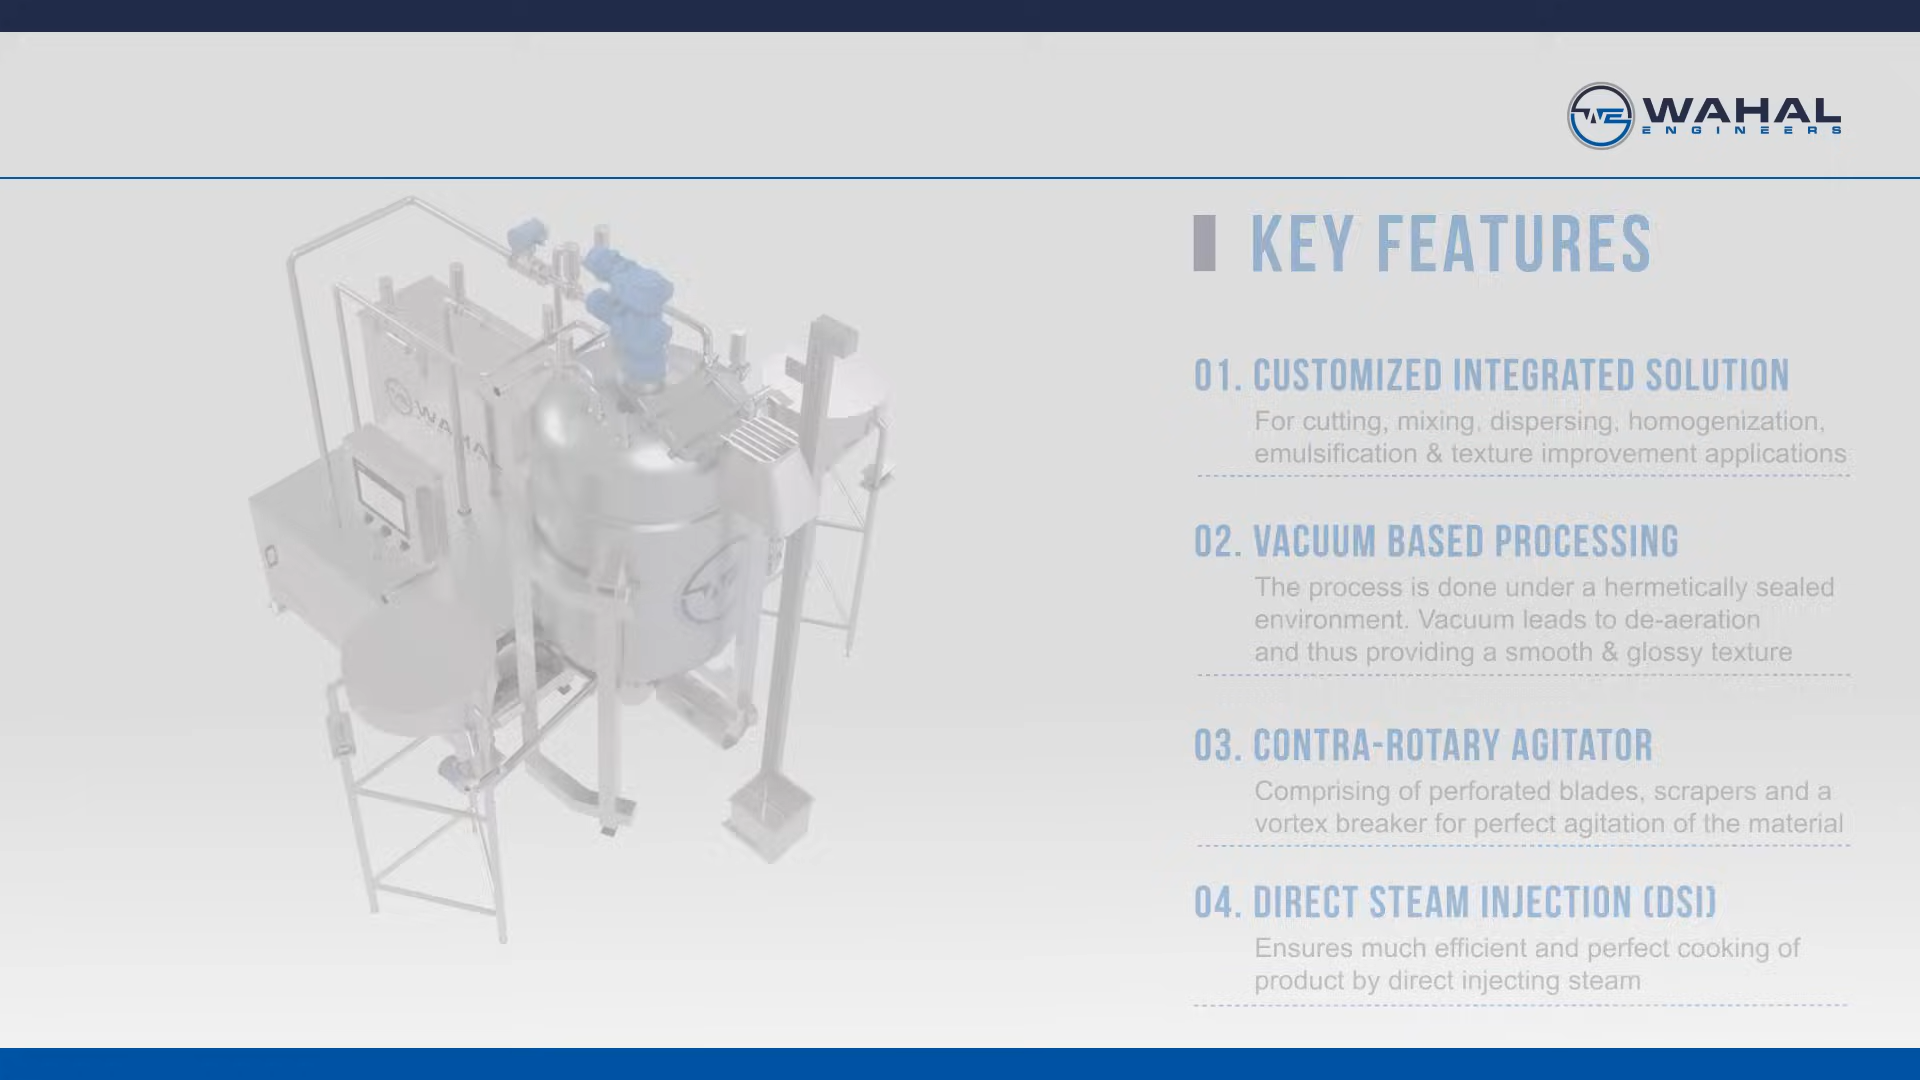 WAHAL
ENGINEERS
KEY FEATURES
01. CUSTOMIZED INTEGRATED SOLUTION
For cutting, mixing, dispersing, homogenization,
emulsification & texture improvement applications
02. VACUUM BASED PROCESSING
The process is done under a hermetically sealed
environment. Vacuum leads to de-aeration
and thus providing a smooth & glossy texture
03. CONTRA-ROTARY AGITATOR
Comprising of perforated blades, scrapers and a
vortex breaker for perfect agitation of the material
04. DIRECT STEAM INJECTION (DSI)
Ensures much efficient and perfect cooking of
product by direct injecting steam
WAHAL